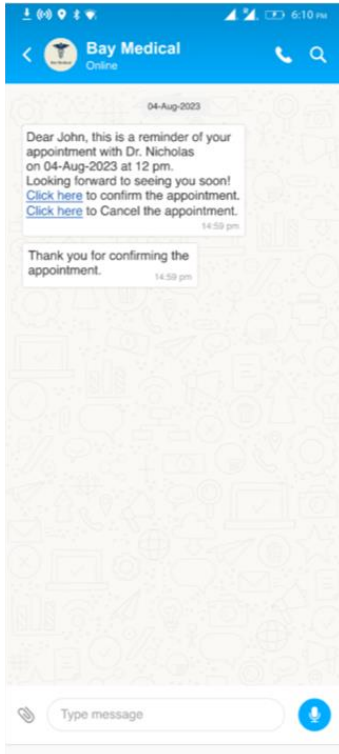 6:10 PM
Bay Medical
Online
04-Aug-2023
Dear John, this is a reminder of your
appointment with Dr. Nicholas
on 04-Aug-2023 at 12 pm.
Looking forward to seeing you soon!
Click here to confirm the appointment.
Click here to Cancel the appointment.
14:59 pm
Thank you for confirming the
appointment.
14:59 pm
Type message